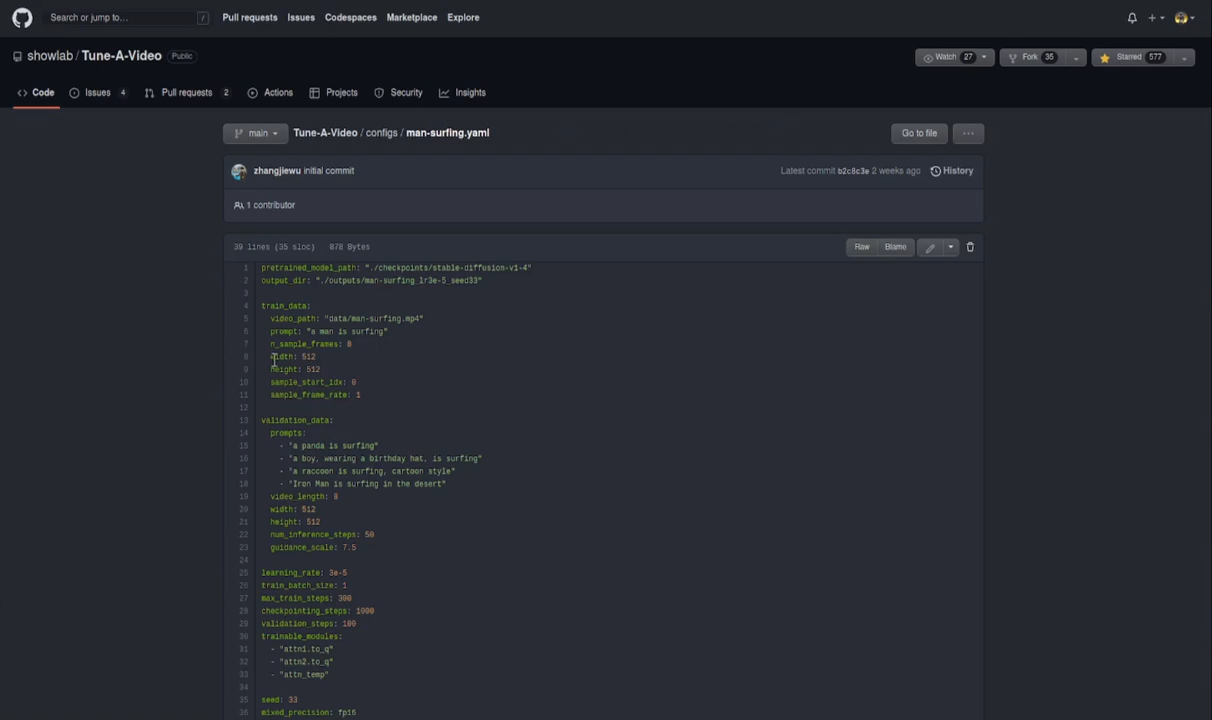 Search or jump to... /
Pull requests Issues Codespaces Marketplace Explore
showlab / Tune-A-Video Public
Watch 27 Fork 35 Starred 577
Code Issues 4 Pull requests 2 Actions Projects Security Insights
main Tune-A-Video / configs / man-surfing.yaml Go to file ...
zhangjiewu initial commit Latest commit b2c8c3e 2 weeks ago History
1 contributor
39 lines (35 sloc) 878 Bytes Raw Blame
1 pretrained_model_path: "./checkpoints/stable-diffusion-v1-4"
2 output_dir: "./outputs/man-surfing_lr3e-5_seed33"
3
4 train_data:
5 video_path: "data/man-surfing.mp4"
6 prompt: "a man is surfing"
7 n_sample_frames: 8
8 width: 512
9 height: 512
10 sample_start_idx: 0
11 sample_frame_rate: 1
12
13 validation_data:
14 prompts:
15 - "a panda is surfing"
16 - "a boy, wearing a birthday hat, is surfing"
17 - "a raccoon is surfing, cartoon style"
18 - "Iron Man is surfing in the desert"
19 video_length: 8
20 width: 512
21 height: 512
22 num_inference_steps: 50
23 guidance_scale: 7.5
24
25 learning_rate: 3e-5
26 train_batch_size: 1
27 max_train_steps: 300
28 checkpointing_steps: 1000
29 validation_steps: 100
30 trainable_modules:
31 - "attn1.to_q"
32 - "attn2.to_q"
33 - "attn_temp"
34
35 seed: 33
36 mixed_precision: fp16